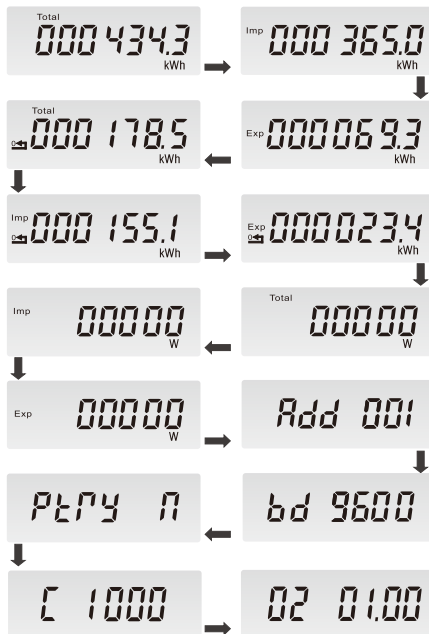 Total
000434.3
kWh
Imp
000365.0
kWh
Exp
000069.3
kWh
Total
000178.5
kWh
Imp
000155.1
kWh
Exp
000023.4
kWh
Total
00000
W
Imp
00000
W
Exp
00000
W
Add 001
bd 9600
PtMy n
C 1000
02 01.00